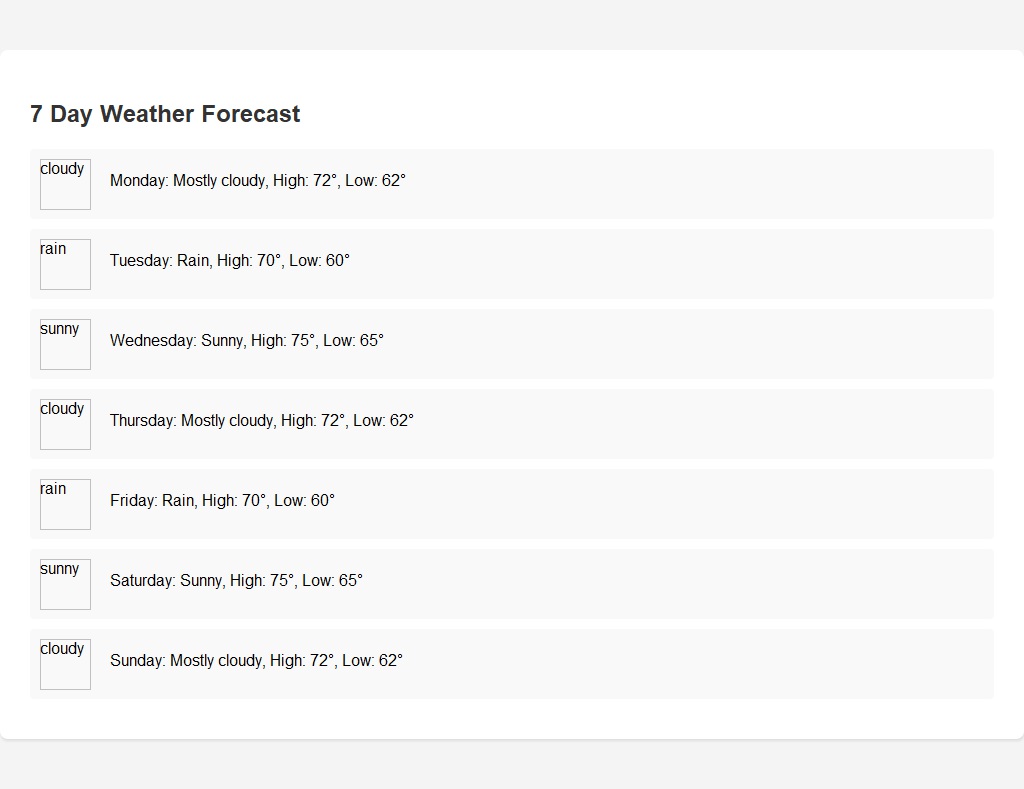 7 Day Weather Forecast
cloudy
Monday: Mostly cloudy, High: 72°, Low: 62°
rain
Tuesday: Rain, High: 70°, Low: 60°
sunny
Wednesday: Sunny, High: 75°, Low: 65°
cloudy
Thursday: Mostly cloudy, High: 72°, Low: 62°
rain
Friday: Rain, High: 70°, Low: 60°
sunny
Saturday: Sunny, High: 75°, Low: 65°
cloudy
Sunday: Mostly cloudy, High: 72°, Low: 62°